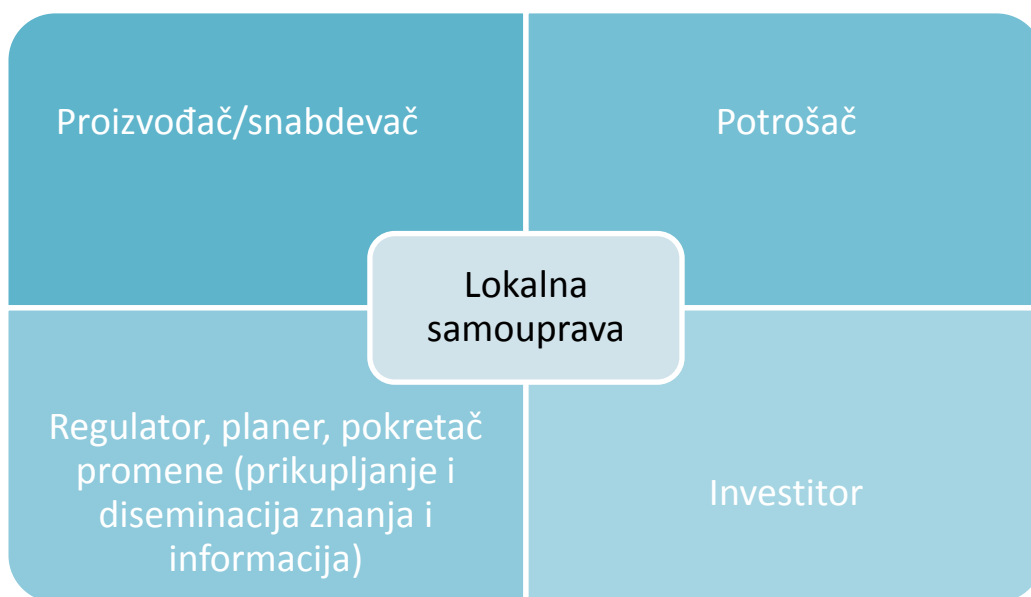 Proizvođač/snabdevač
Potrošač
Lokalna
samouprava
Regulator, planer, pokretač
promene (prikupljanje i
diseminacija znanja i
informacija)
Investitor